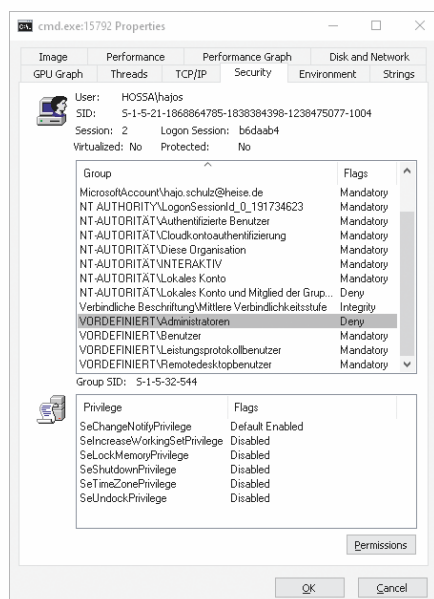 cmd.exe:15792 Properties
Image Performance Performance Graph Disk and Network
GPU Graph Threads TCP/IP Security Environment Strings
User: HOSSA\hajos
SID: S-1-5-21-1868864785-1838384398-1238475077-1004
Session: 2 Logon Session: b6daab4
Virtualized: No Protected: No
Group Flags
MicrosoftAccount\hajo.schulz@heise.de Mandatory
NT AUTHORITY\LogonSessionId_0_191734623 Mandatory
NT-AUTORITÄT\Authentifizierte Benutzer Mandatory
NT-AUTORITÄT\Cloudkontoauthentifizierung Mandatory
NT-AUTORITÄT\Diese Organisation Mandatory
NT-AUTORITÄT\INTERAKTIV Mandatory
NT-AUTORITÄT\Lokales Konto Mandatory
NT-AUTORITÄT\Lokales Konto und Mitglied der Grup... Deny
Verbindliche Beschriftung\Mittlere Verbindlichkeitsstufe Integrity
VORDEFINIERT\Administratoren Deny
VORDEFINIERT\Benutzer Mandatory
VORDEFINIERT\Leistungsprotokollbenutzer Mandatory
VORDEFINIERT\Remotedesktopbenutzer Mandatory
Group SID: S-1-5-32-544
Privilege Flags
SeChangeNotifyPrivilege Default Enabled
SeIncreaseWorkingSetPrivilege Disabled
SeLockMemoryPrivilege Disabled
SeShutdownPrivilege Disabled
SeTimeZonePrivilege Disabled
SeUndockPrivilege Disabled
Permissions
OK Cancel